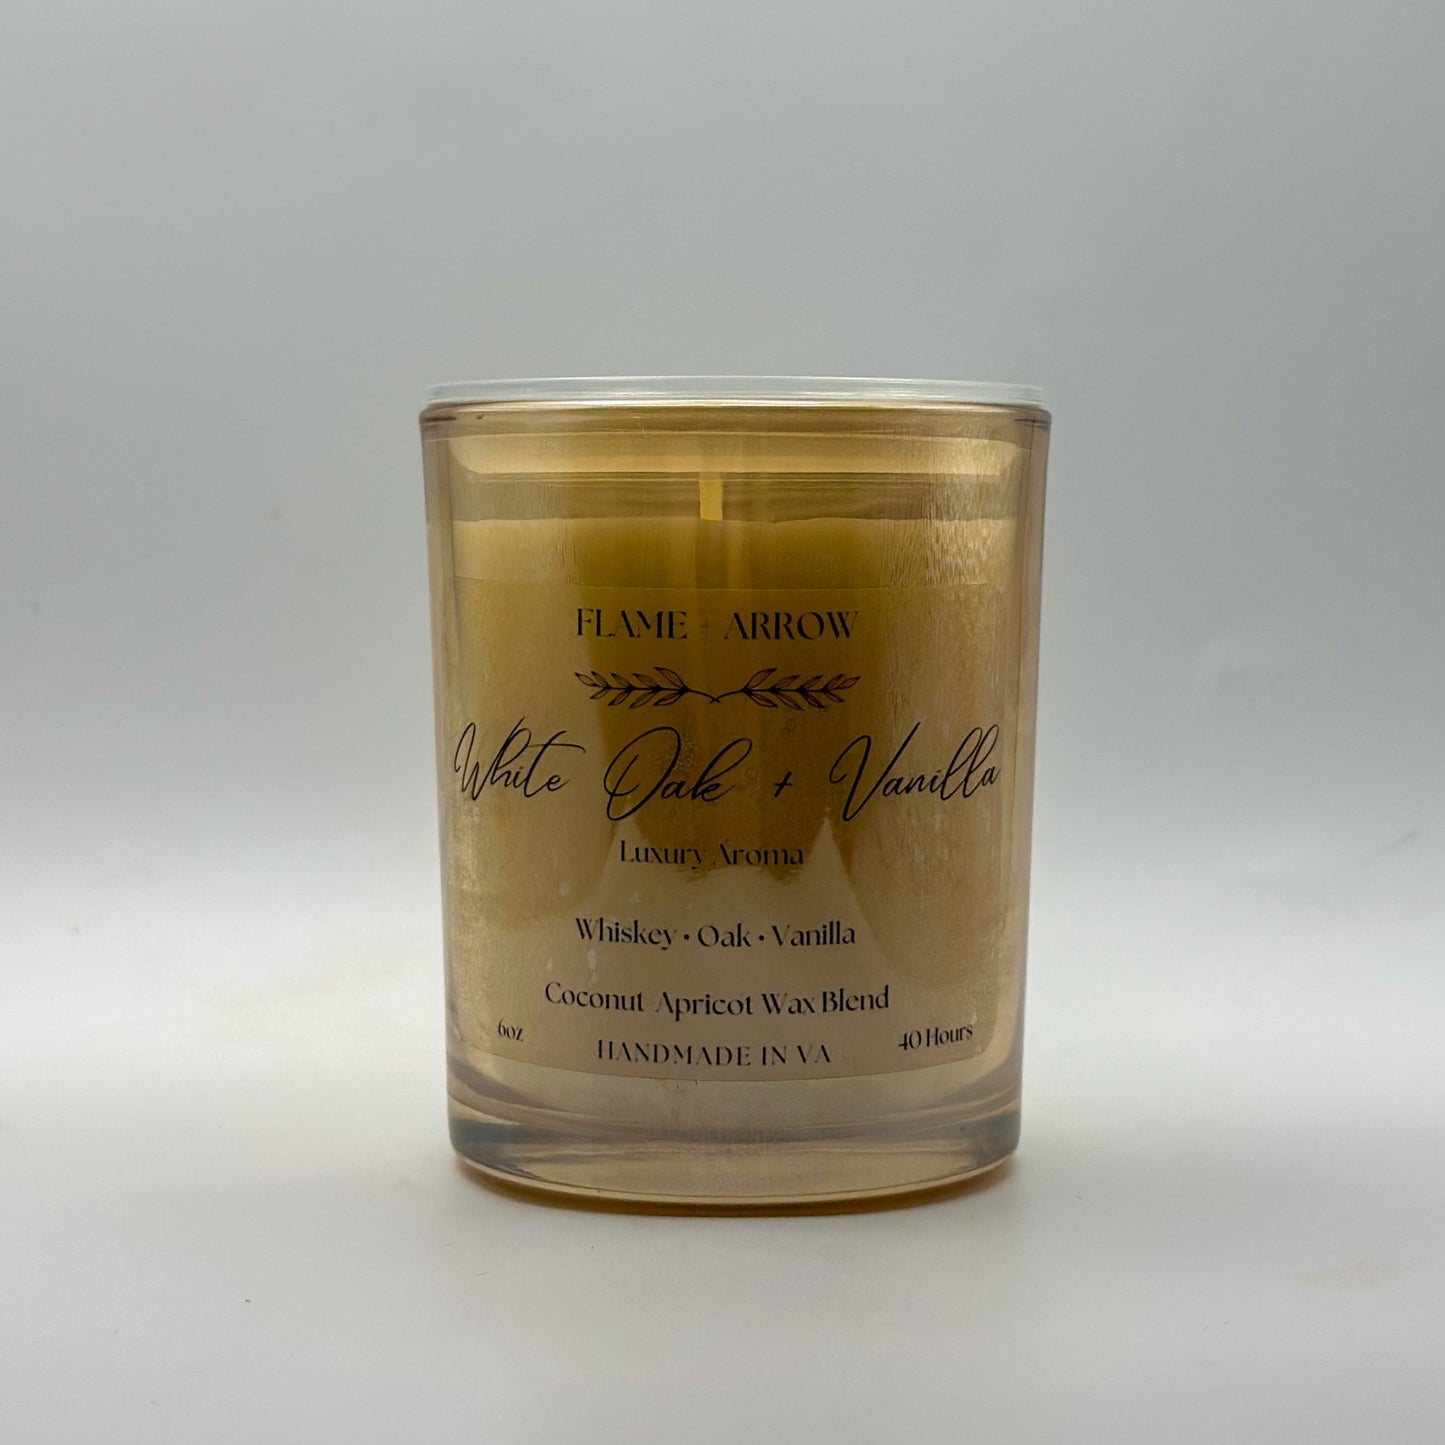 FLAME + ARROW
White Oak + Vanilla
Luxury Aroma
Whiskey • Oak • Vanilla
Coconut Apricot Wax Blend
6oz
40 Hours
HANDMADE IN VA